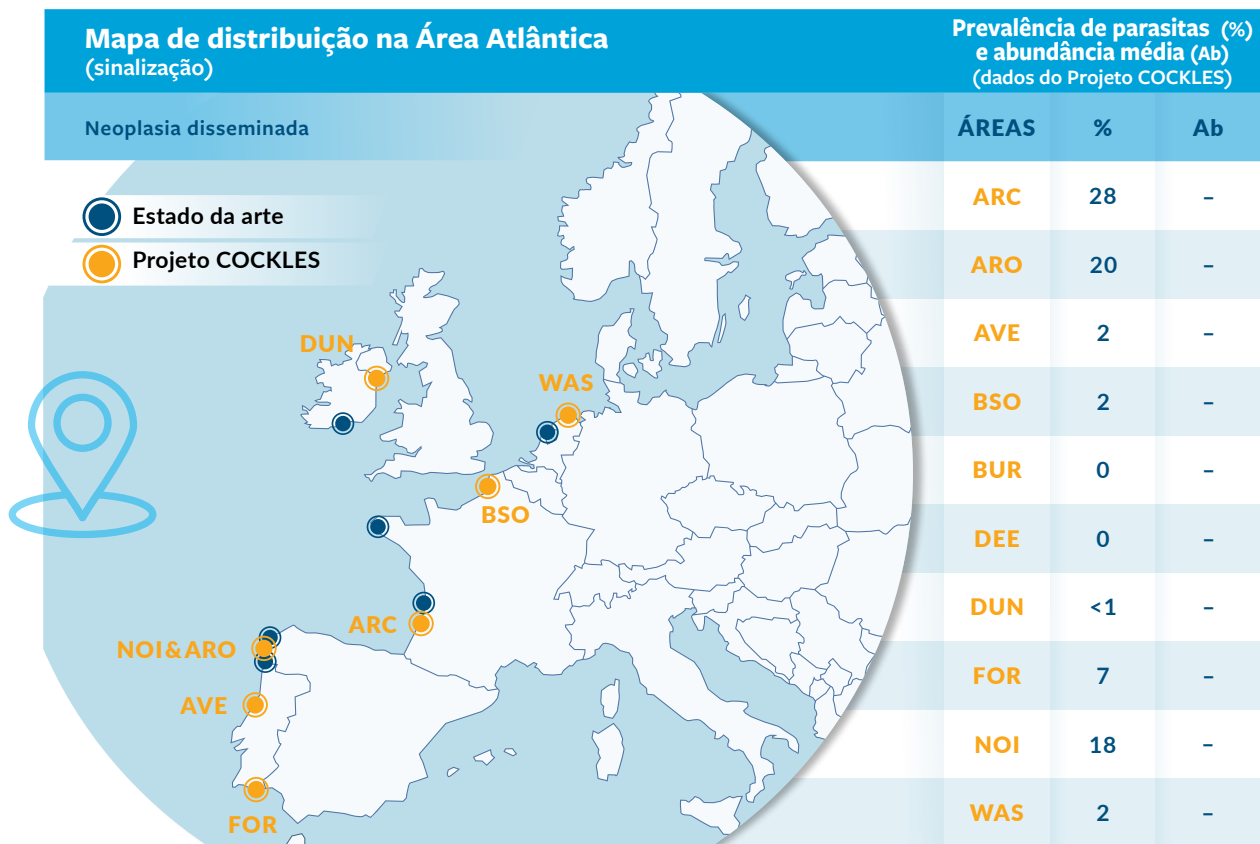 Mapa de distribuição na Área Atlântica
(sinalização)
Prevalência de parasitas (%)
e abundância média (Ab)
(dados do Projeto COCKLES)
Neoplasia disseminada
ÁREAS % Ab
Estado da arte
Projeto COCKLES
DUN
WAS
BSO
ARC
NOI&ARO
AVE
FOR
ARC 28 –
ARO 20 –
AVE 2 –
BSO 2 –
BUR 0 –
DEE 0 –
DUN <1 –
FOR 7 –
NOI 18 –
WAS 2 –